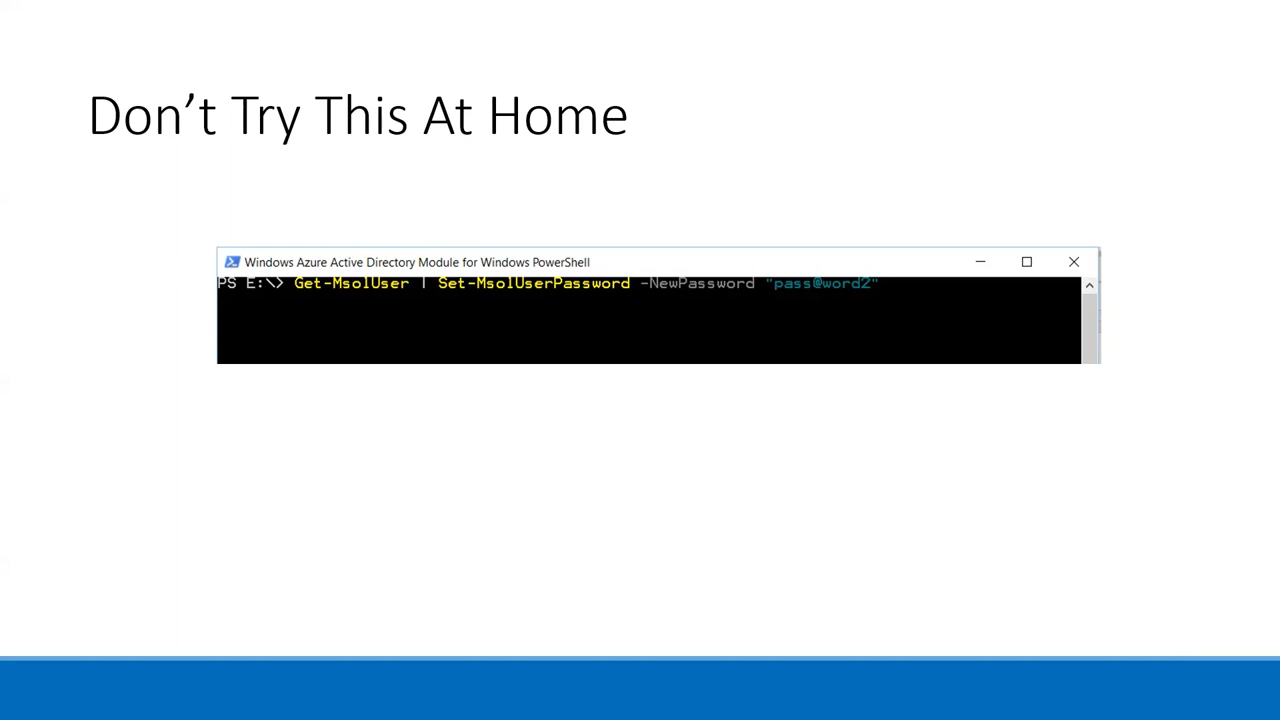 Don’t Try This At Home
Windows Azure Active Directory Module for Windows PowerShell
PS E:\> Get-MsolUser | Set-MsolUserPassword -NewPassword "pass@word2"